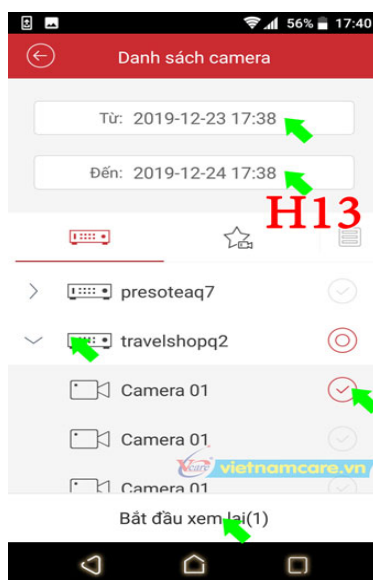 56% 17:40
Danh sách camera
Từ: 2019-12-23 17:38
Đến: 2019-12-24 17:38
H13
presoteaq7
travelshopq2
Camera 01
Camera 01
Vcare vietnamcare.vn
Camera 01
Bắt đầu xem lại(1)